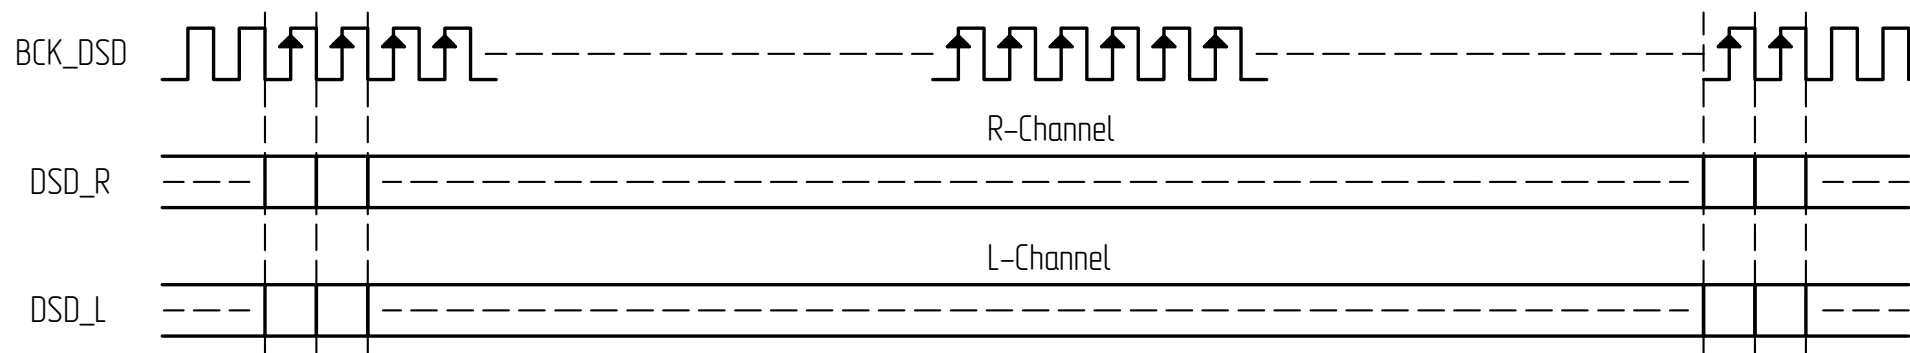 BCK_DSD
R-Channel
DSD_R
L-Channel
DSD_L